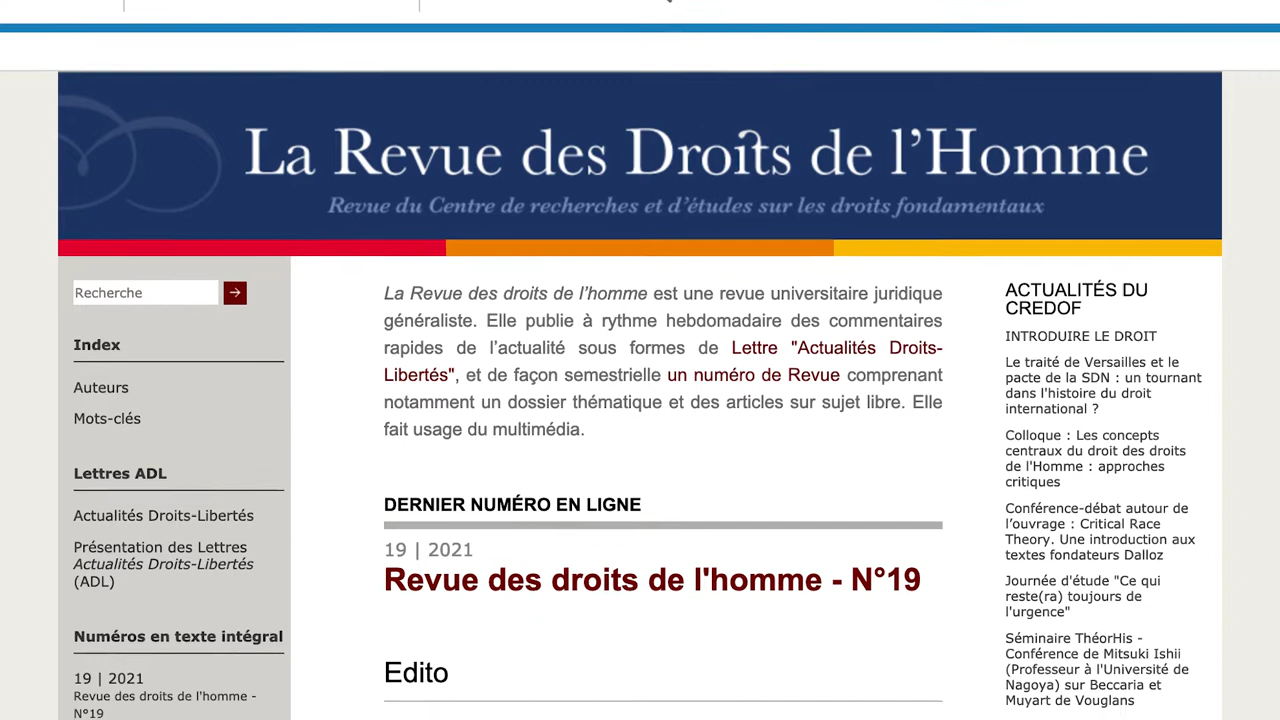 La Revue des Droits de l'Homme
Revue du Centre de recherches et d'études sur les droits fondamentaux
Recherche
Index
Auteurs
Mots-clés
Lettres ADL
Actualités Droits-Libertés
Présentation des Lettres
Actualités Droits-Libertés
(ADL)
Numéros en texte intégral
19 | 2021
Revue des droits de l'homme -
N°19
La Revue des droits de l’homme est une revue universitaire juridique
généraliste. Elle publie à rythme hebdomadaire des commentaires
rapides de l’actualité sous formes de Lettre "Actualités Droits-
Libertés", et de façon semestrielle un numéro de Revue comprenant
notamment un dossier thématique et des articles sur sujet libre. Elle
fait usage du multimédia.
DERNIER NUMÉRO EN LIGNE
19 | 2021
Revue des droits de l'homme - N°19
Edito
ACTUALITÉS DU
CREDOF
INTRODUIRE LE DROIT
Le traité de Versailles et le
pacte de la SDN : un tournant
dans l'histoire du droit
international ?
Colloque : Les concepts
centraux du droit des droits
de l'Homme : approches
critiques
Conférence-débat autour de
l’ouvrage : Critical Race
Theory. Une introduction aux
textes fondateurs Dalloz
Journée d'étude "Ce qui
reste(ra) toujours de
l'urgence"
Séminaire ThéorHis -
Conférence de Mitsuki Ishii
(Professeur à l'Université de
Nagoya) sur Beccaria et
Muyart de Vouglans